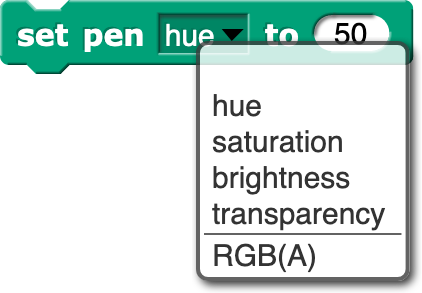 set pen hue to 50
hue
saturation
brightness
transparency
RGB(A)